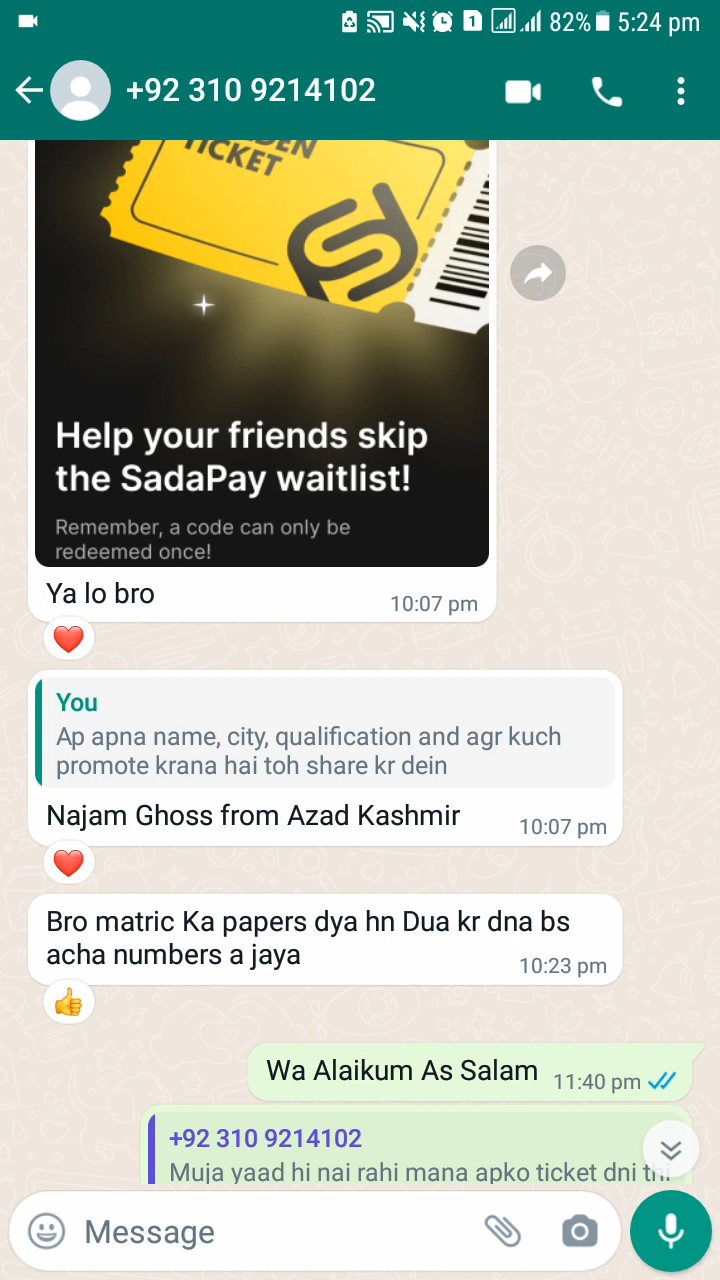 82% 5:24 pm
+92 310 9214102
TICKET
Help your friends skip
the SadaPay waitlist!
Remember, a code can only be
redeemed once!
Ya lo bro
10:07 pm
You
Ap apna name, city, qualification and agr kuch
promote krana hai toh share kr dein
Najam Ghoss from Azad Kashmir
10:07 pm
Bro matric Ka papers dya hn Dua kr dna bs
acha numbers a jaya
10:23 pm
Wa Alaikum As Salam
11:40 pm
+92 310 9214102
Muja yaad hi nai rahi mana apko ticket dni thi
Message